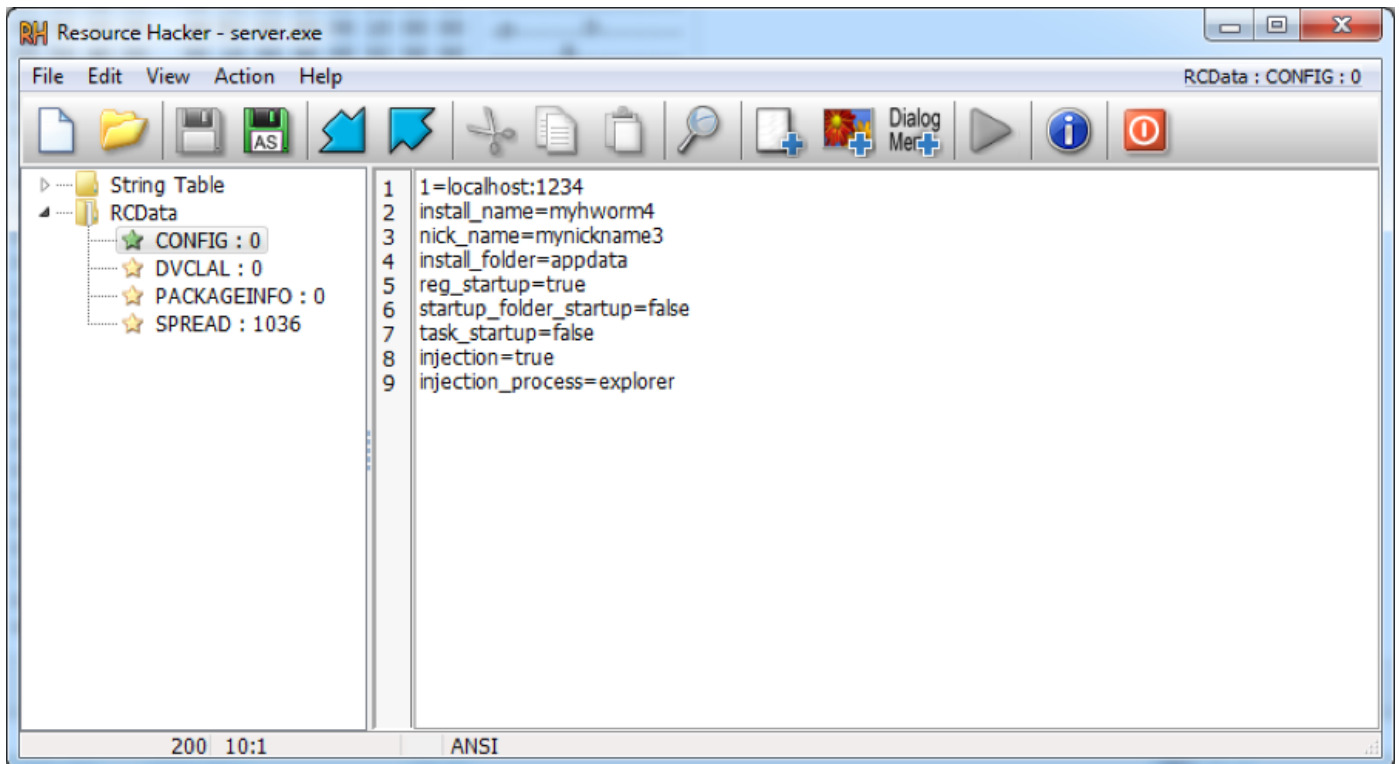 Resource Hacker - server.exe
File Edit View Action Help
RCData : CONFIG : 0
AS
Dialog
Mer
String Table
RCData
CONFIG : 0
DVCLAL : 0
PACKAGEINFO : 0
SPREAD : 1036
1 1=localhost:1234
2 install_name=myhworm4
3 nick_name=mynickname3
4 install_folder=appdata
5 reg_startup=true
6 startup_folder_startup=false
7 task_startup=false
8 injection=true
9 injection_process=explorer
200 10:1 ANSI